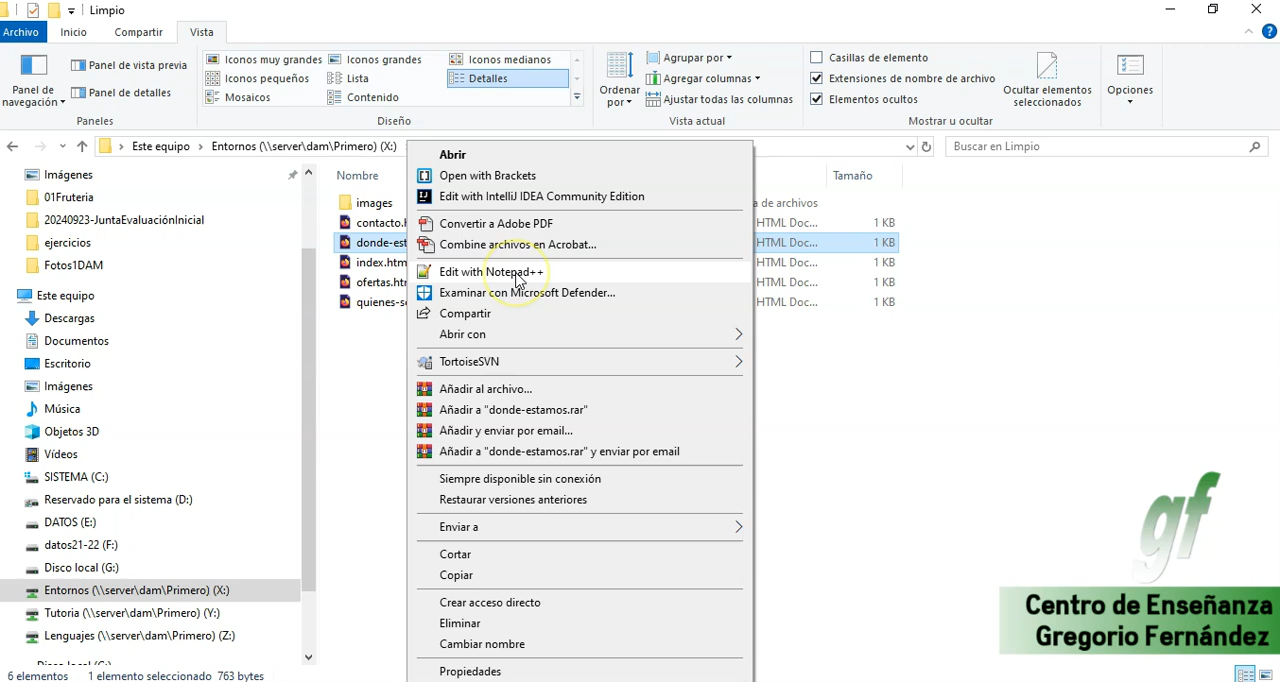 Limpio
Archivo Inicio Compartir Vista
Panel de navegación
Panel de vista previa
Panel de detalles
Paneles
Iconos muy grandes Iconos grandes Iconos medianos
Iconos pequeños Lista Detalles
Mosaicos Contenido
Diseño
Ordenar por
Agrupar por
Agregar columnas
Ajustar todas las columnas
Vista actual
Casillas de elemento
Extensiones de nombre de archivo
Elementos ocultos
Ocultar elementos seleccionados
Mostrar u ocultar
Opciones
Este equipo > Entornos (\\server\dam\Primero) (X:)
Buscar en Limpio
Imágenes
01Fruteria
20240923-JuntaEvaluaciónInicial
ejercicios
Fotos1DAM
Este equipo
Descargas
Documentos
Escritorio
Imágenes
Música
Objetos 3D
Vídeos
SISTEMA (C:)
Reservado para el sistema (D:)
DATOS (E:)
datos21-22 (F:)
Disco local (G:)
Entornos (\\server\dam\Primero) (X:)
Tutoria (\\server\dam\Primero) (Y:)
Lenguajes (\\server\dam\Primero) (Z:)
Nombre Tamaño
images a de archivos
contacto.h HTML Doc... 1 KB
donde-est HTML Doc... 1 KB
index.htm HTML Doc... 1 KB
ofertas.htm HTML Doc... 1 KB
quienes-s HTML Doc... 1 KB
Abrir
Open with Brackets
Edit with IntelliJ IDEA Community Edition
Convertir a Adobe PDF
Combine archivos en Acrobat...
Edit with Notepad++
Examinar con Microsoft Defender...
Compartir
Abrir con
TortoiseSVN
Añadir al archivo...
Añadir a "donde-estamos.rar"
Añadir y enviar por email...
Añadir a "donde-estamos.rar" y enviar por email
Siempre disponible sin conexión
Restaurar versiones anteriores
Enviar a
Cortar
Copiar
Crear acceso directo
Eliminar
Cambiar nombre
Propiedades
gf
Centro de Enseñanza
Gregorio Fernández
6 elementos 1 elemento seleccionado 763 bytes